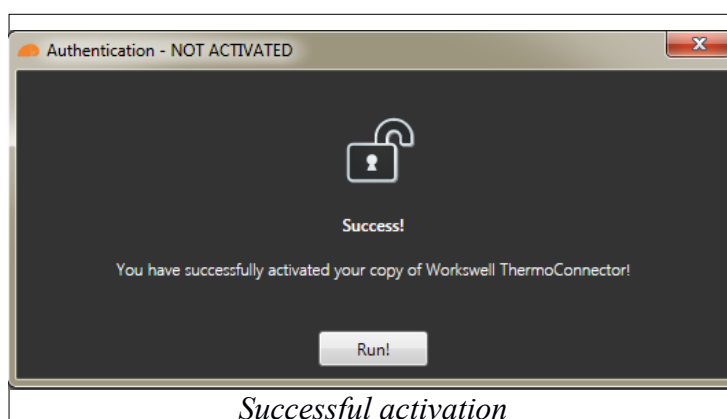 Authentication - NOT ACTIVATED
Success!
You have successfully activated your copy of Workswell ThermoConnector!
Run!
Successful activation